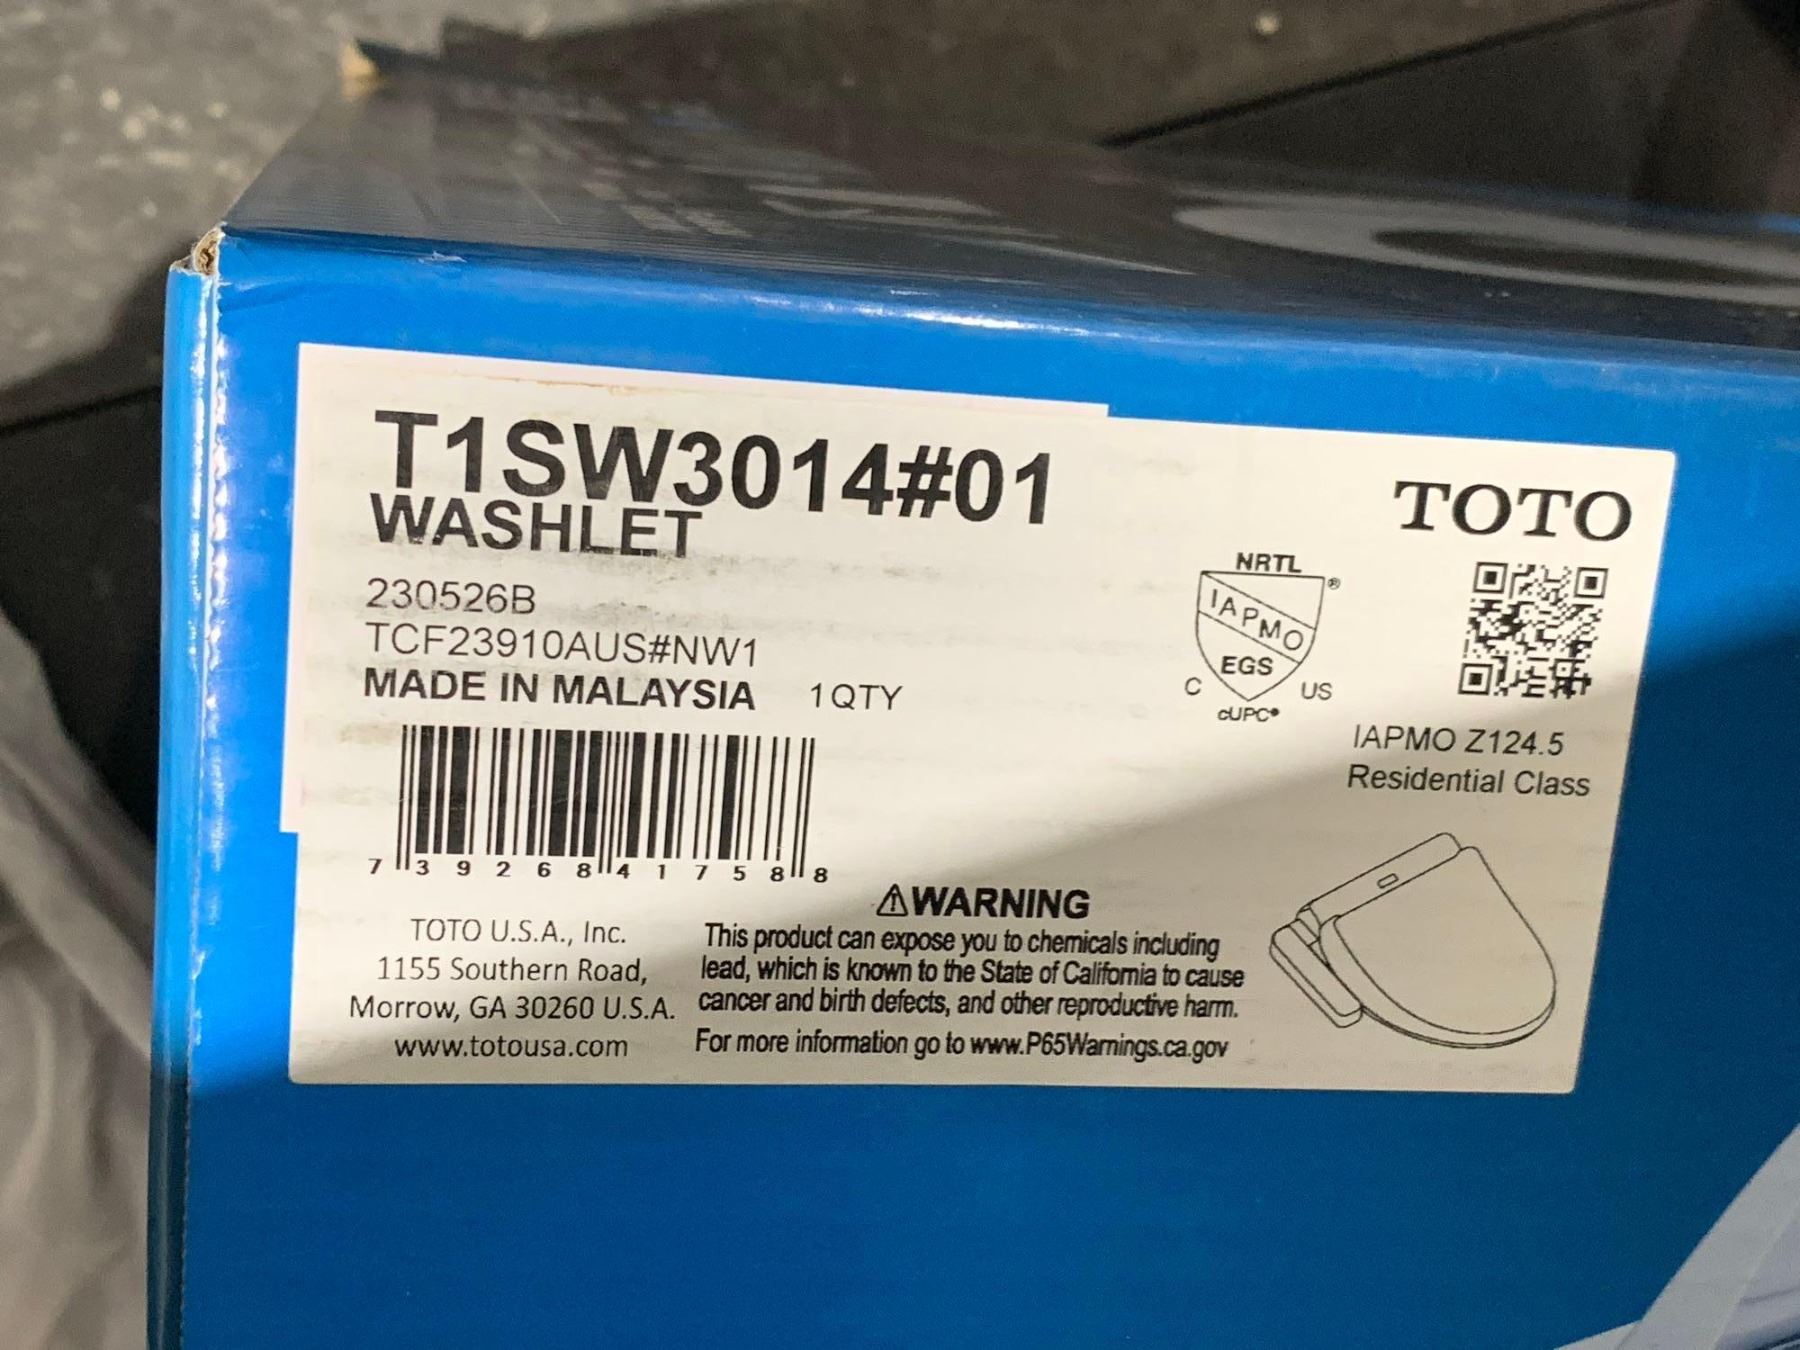 T1SW3014#01
WASHLET
230526B
TCF23910AUS#NW1
MADE IN MALAYSIA 1QTY
7 39268 41758 8
TOTO U.S.A., Inc.
1155 Southern Road,
Morrow, GA 30260 U.S.A.
www.totousa.com
⚠WARNING
This product can expose you to chemicals including
lead, which is known to the State of California to cause
cancer and birth defects, and other reproductive harm.
For more information go to www.P65Warnings.ca.gov
TOTO
NRTL
®
IAPMO
EGS
C US
cUPC®
IAPMO Z124.5
Residential Class